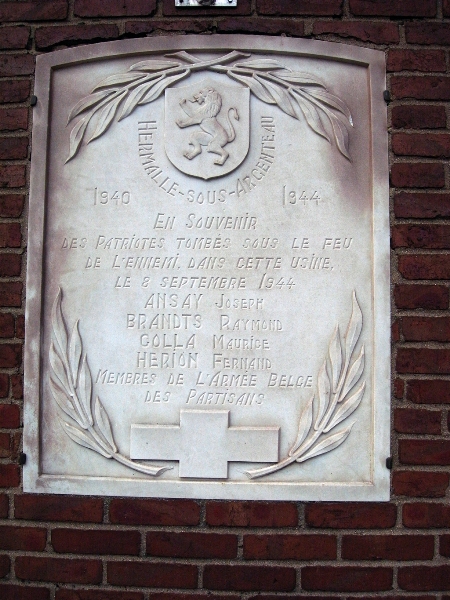 Hermalle-sous-Argenteau
1940 1944
En Souvenir
des Patriotes tombés sous le feu
de l'ennemi, dans cette usine,
le 8 septembre 1944
ANSAY Joseph
BRANDTS Raymond
COLLA Maurice
HERION Fernand
Membres de l'Armée Belge
des Partisans